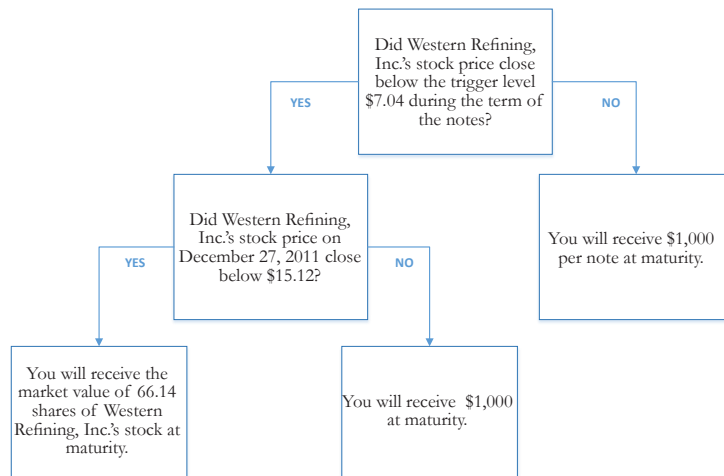 Did Western Refining,
Inc.'s stock price close
below the trigger level
$7.04 during the term of
the notes?
YES
NO
Did Western Refining,
Inc.'s stock price on
December 27, 2011 close
below $15.12?
You will receive $1,000
per note at maturity.
YES
NO
You will receive the
market value of 66.14
shares of Western
Refining, Inc.'s stock at
maturity.
You will receive $1,000
at maturity.